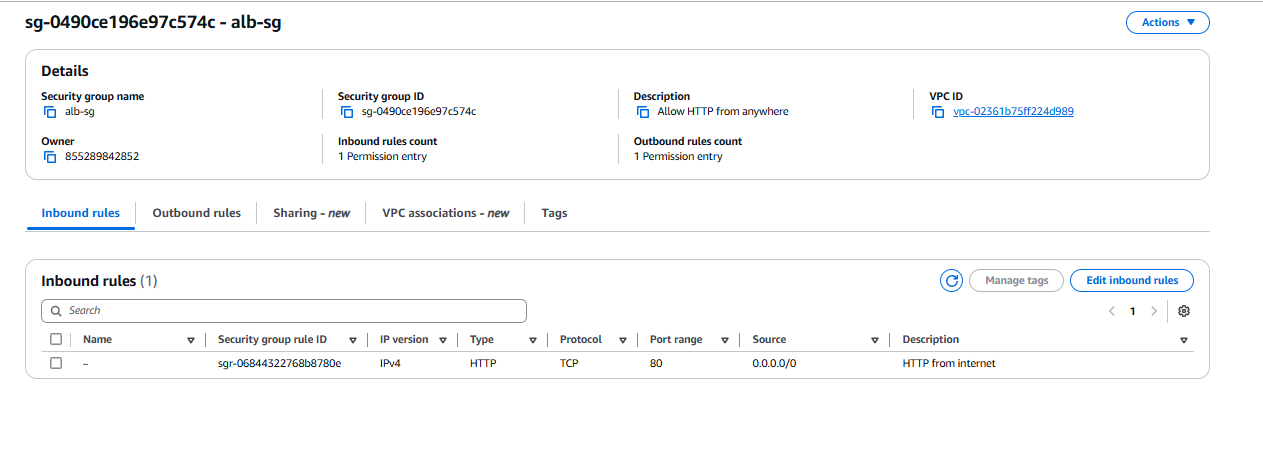 sg-0490ce196e97c574c - alb-sg
Actions
Details
Security group name
alb-sg
Security group ID
sg-0490ce196e97c574c
Description
Allow HTTP from anywhere
VPC ID
vpc-02361b75ff224d989
Owner
855289842852
Inbound rules count
1 Permission entry
Outbound rules count
1 Permission entry
Inbound rules Outbound rules Sharing - new VPC associations - new Tags
Inbound rules (1)
Manage tags
Edit inbound rules
Search
1
Name Security group rule ID IP version Type Protocol Port range Source Description
– sgr-06844322768b8780e IPv4 HTTP TCP 80 0.0.0.0/0 HTTP from internet